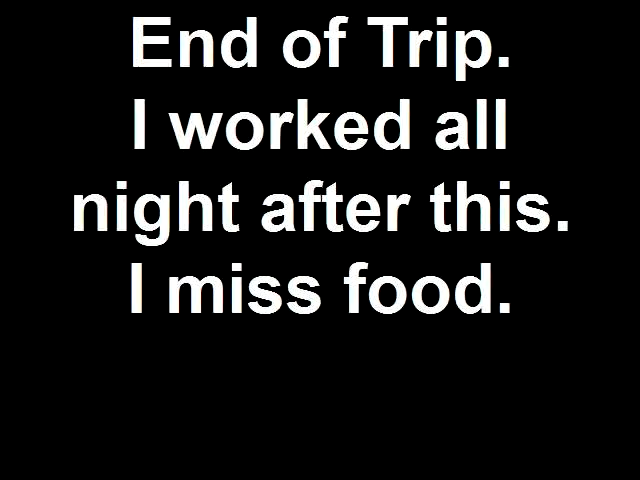 End of Trip.
I worked all
night after this.
I miss food.